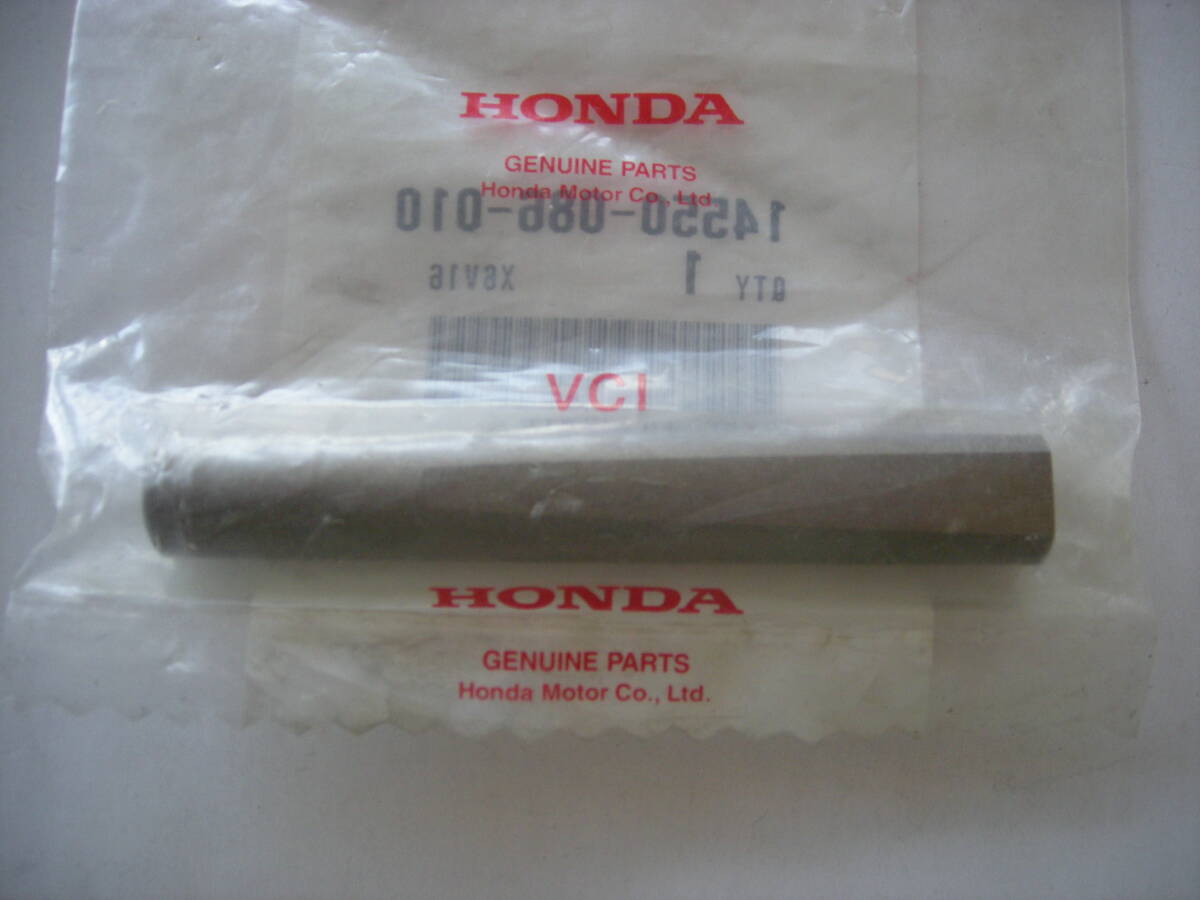 HONDA
GENUINE PARTS
Honda Motor Co., Ltd.
14550-086-010
QTY 1 X8V16
VCI
HONDA
GENUINE PARTS
Honda Motor Co., Ltd.